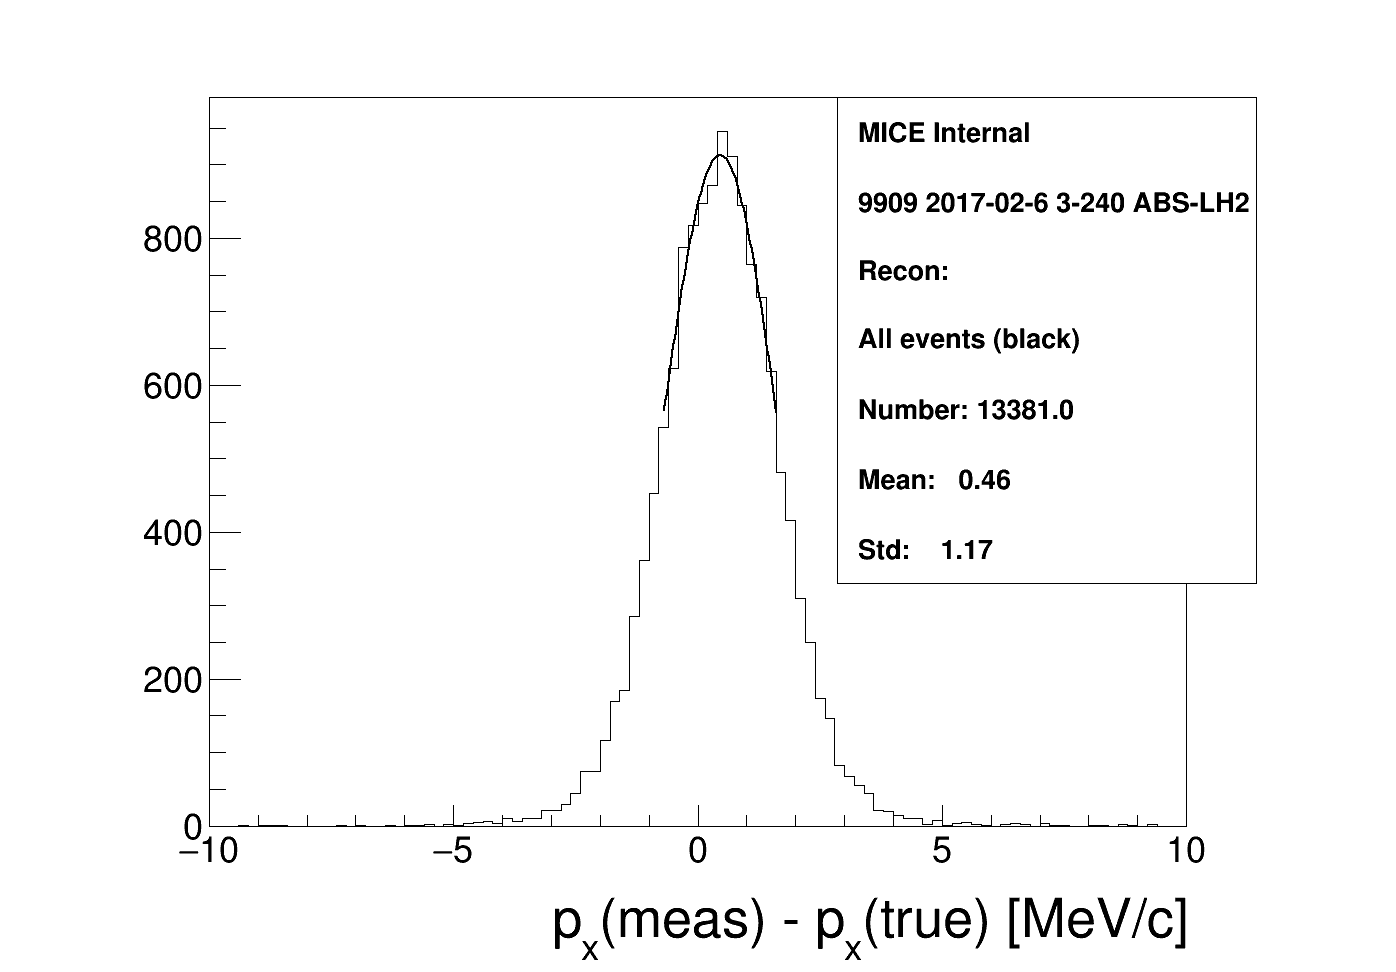 MICE Internal
9909 2017-02-6 3-240 ABS-LH2
Recon:
All events (black)
Number: 13381.0
Mean: 0.46
Std: 1.17
800
600
400
200
0
−10 −5 0 5 10
px(meas) - px(true) [MeV/c]